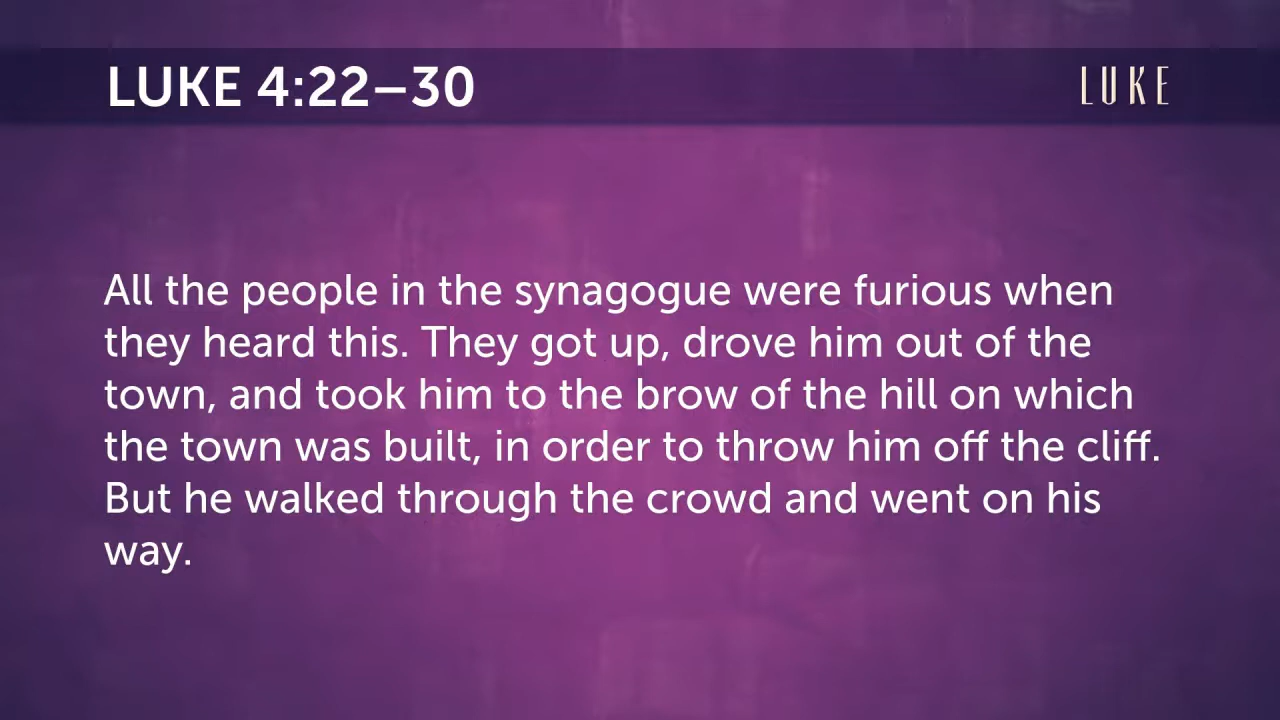 LUKE 4:22–30
LUKE
All the people in the synagogue were furious when
they heard this. They got up, drove him out of the
town, and took him to the brow of the hill on which
the town was built, in order to throw him off the cliff.
But he walked through the crowd and went on his
way.